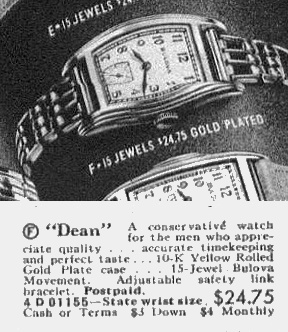 E·15 JEWELS $24.
F·15 JEWELS $24.75 GOLD PLATED
Ⓕ “Dean” A conservative watch
for the men who appre-
ciate quality . . . accurate timekeeping
and perfect taste . . . 10-K Yellow Rolled
Gold Plate case . . . 15-Jewel Bulova
Movement. Adjustable safety link
bracelet. Postpaid.
4 D 01155—State wrist size. $24.75
Cash or Terms $3 Down $4 Monthly